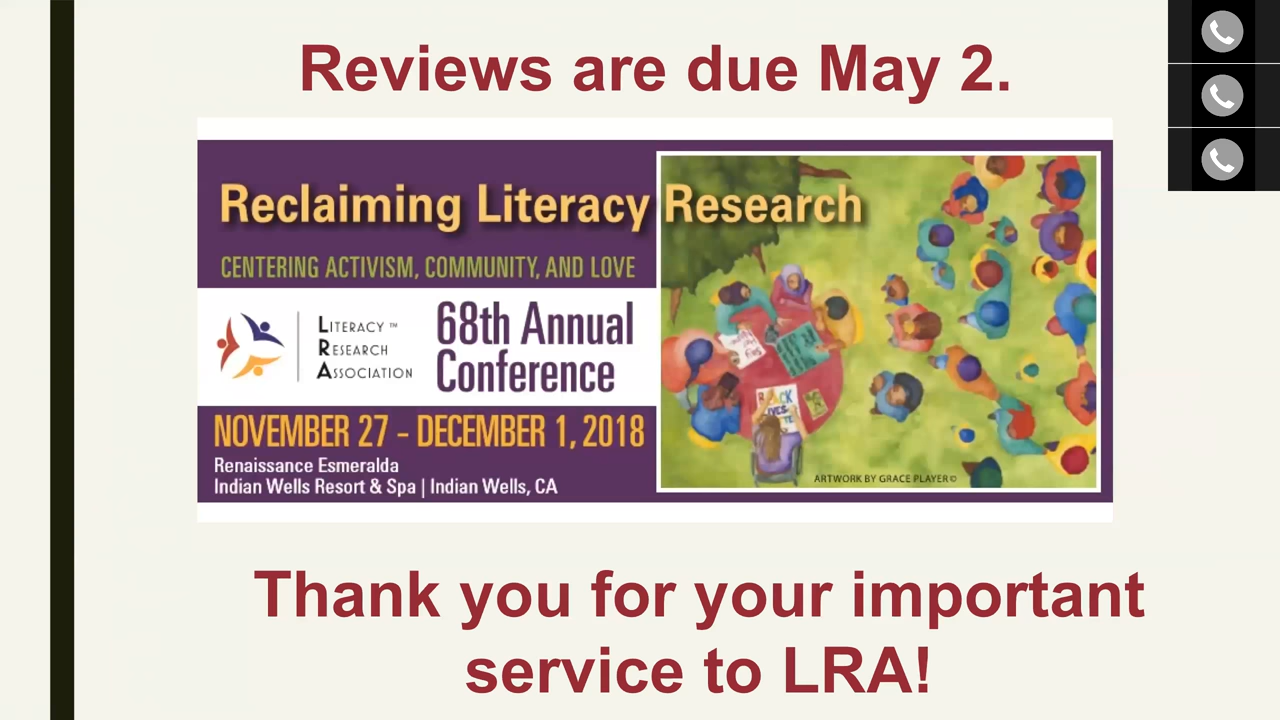 Reviews are due May 2.
Reclaiming Literacy Research
CENTERING ACTIVISM, COMMUNITY, AND LOVE
LITERACY™
RESEARCH
ASSOCIATION
68th Annual
Conference
NOVEMBER 27 – DECEMBER 1, 2018
Renaissance Esmeralda
Indian Wells Resort & Spa | Indian Wells, CA
ARTWORK BY GRACE PLAYER©
Thank you for your important
service to LRA!